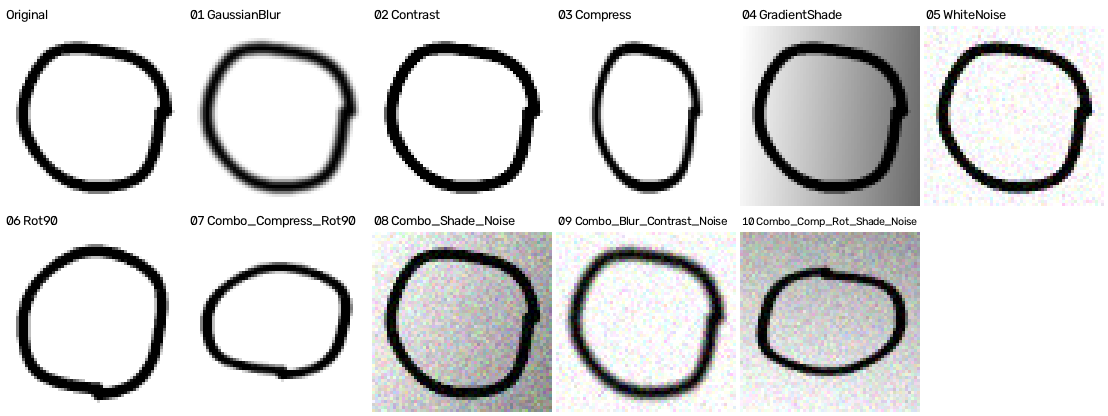 Original
01 GaussianBlur
02 Contrast
03 Compress
04 GradientShade
05 WhiteNoise
06 Rot90
07 Combo_Compress_Rot90
08 Combo_Shade_Noise
09 Combo_Blur_Contrast_Noise
10 Combo_Comp_Rot_Shade_Noise